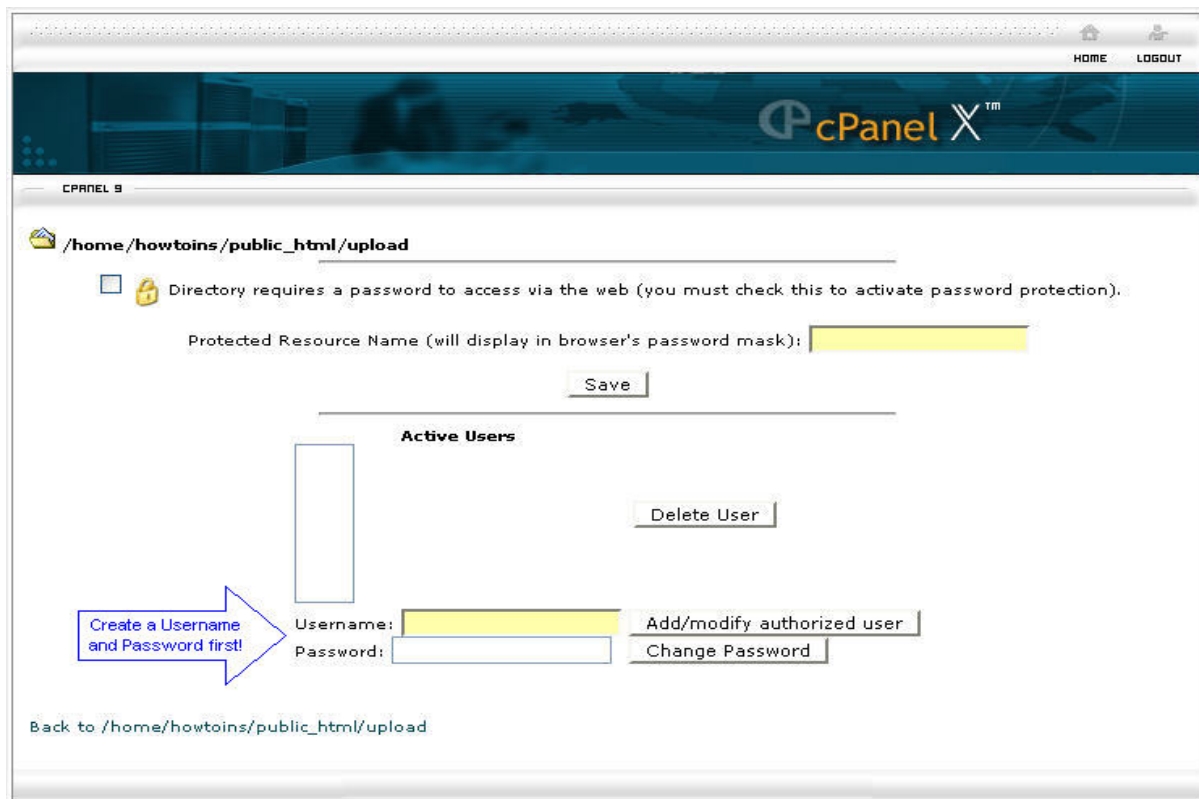 HOME LOGOUT
cPanel X™
CPANEL 9
/home/howtoins/public_html/upload
Directory requires a password to access via the web (you must check this to activate password protection).
Protected Resource Name (will display in browser's password mask):
Save
Active Users
Delete User
Create a Username
and Password first!
Username: Add/modify authorized user
Password: Change Password
Back to /home/howtoins/public_html/upload